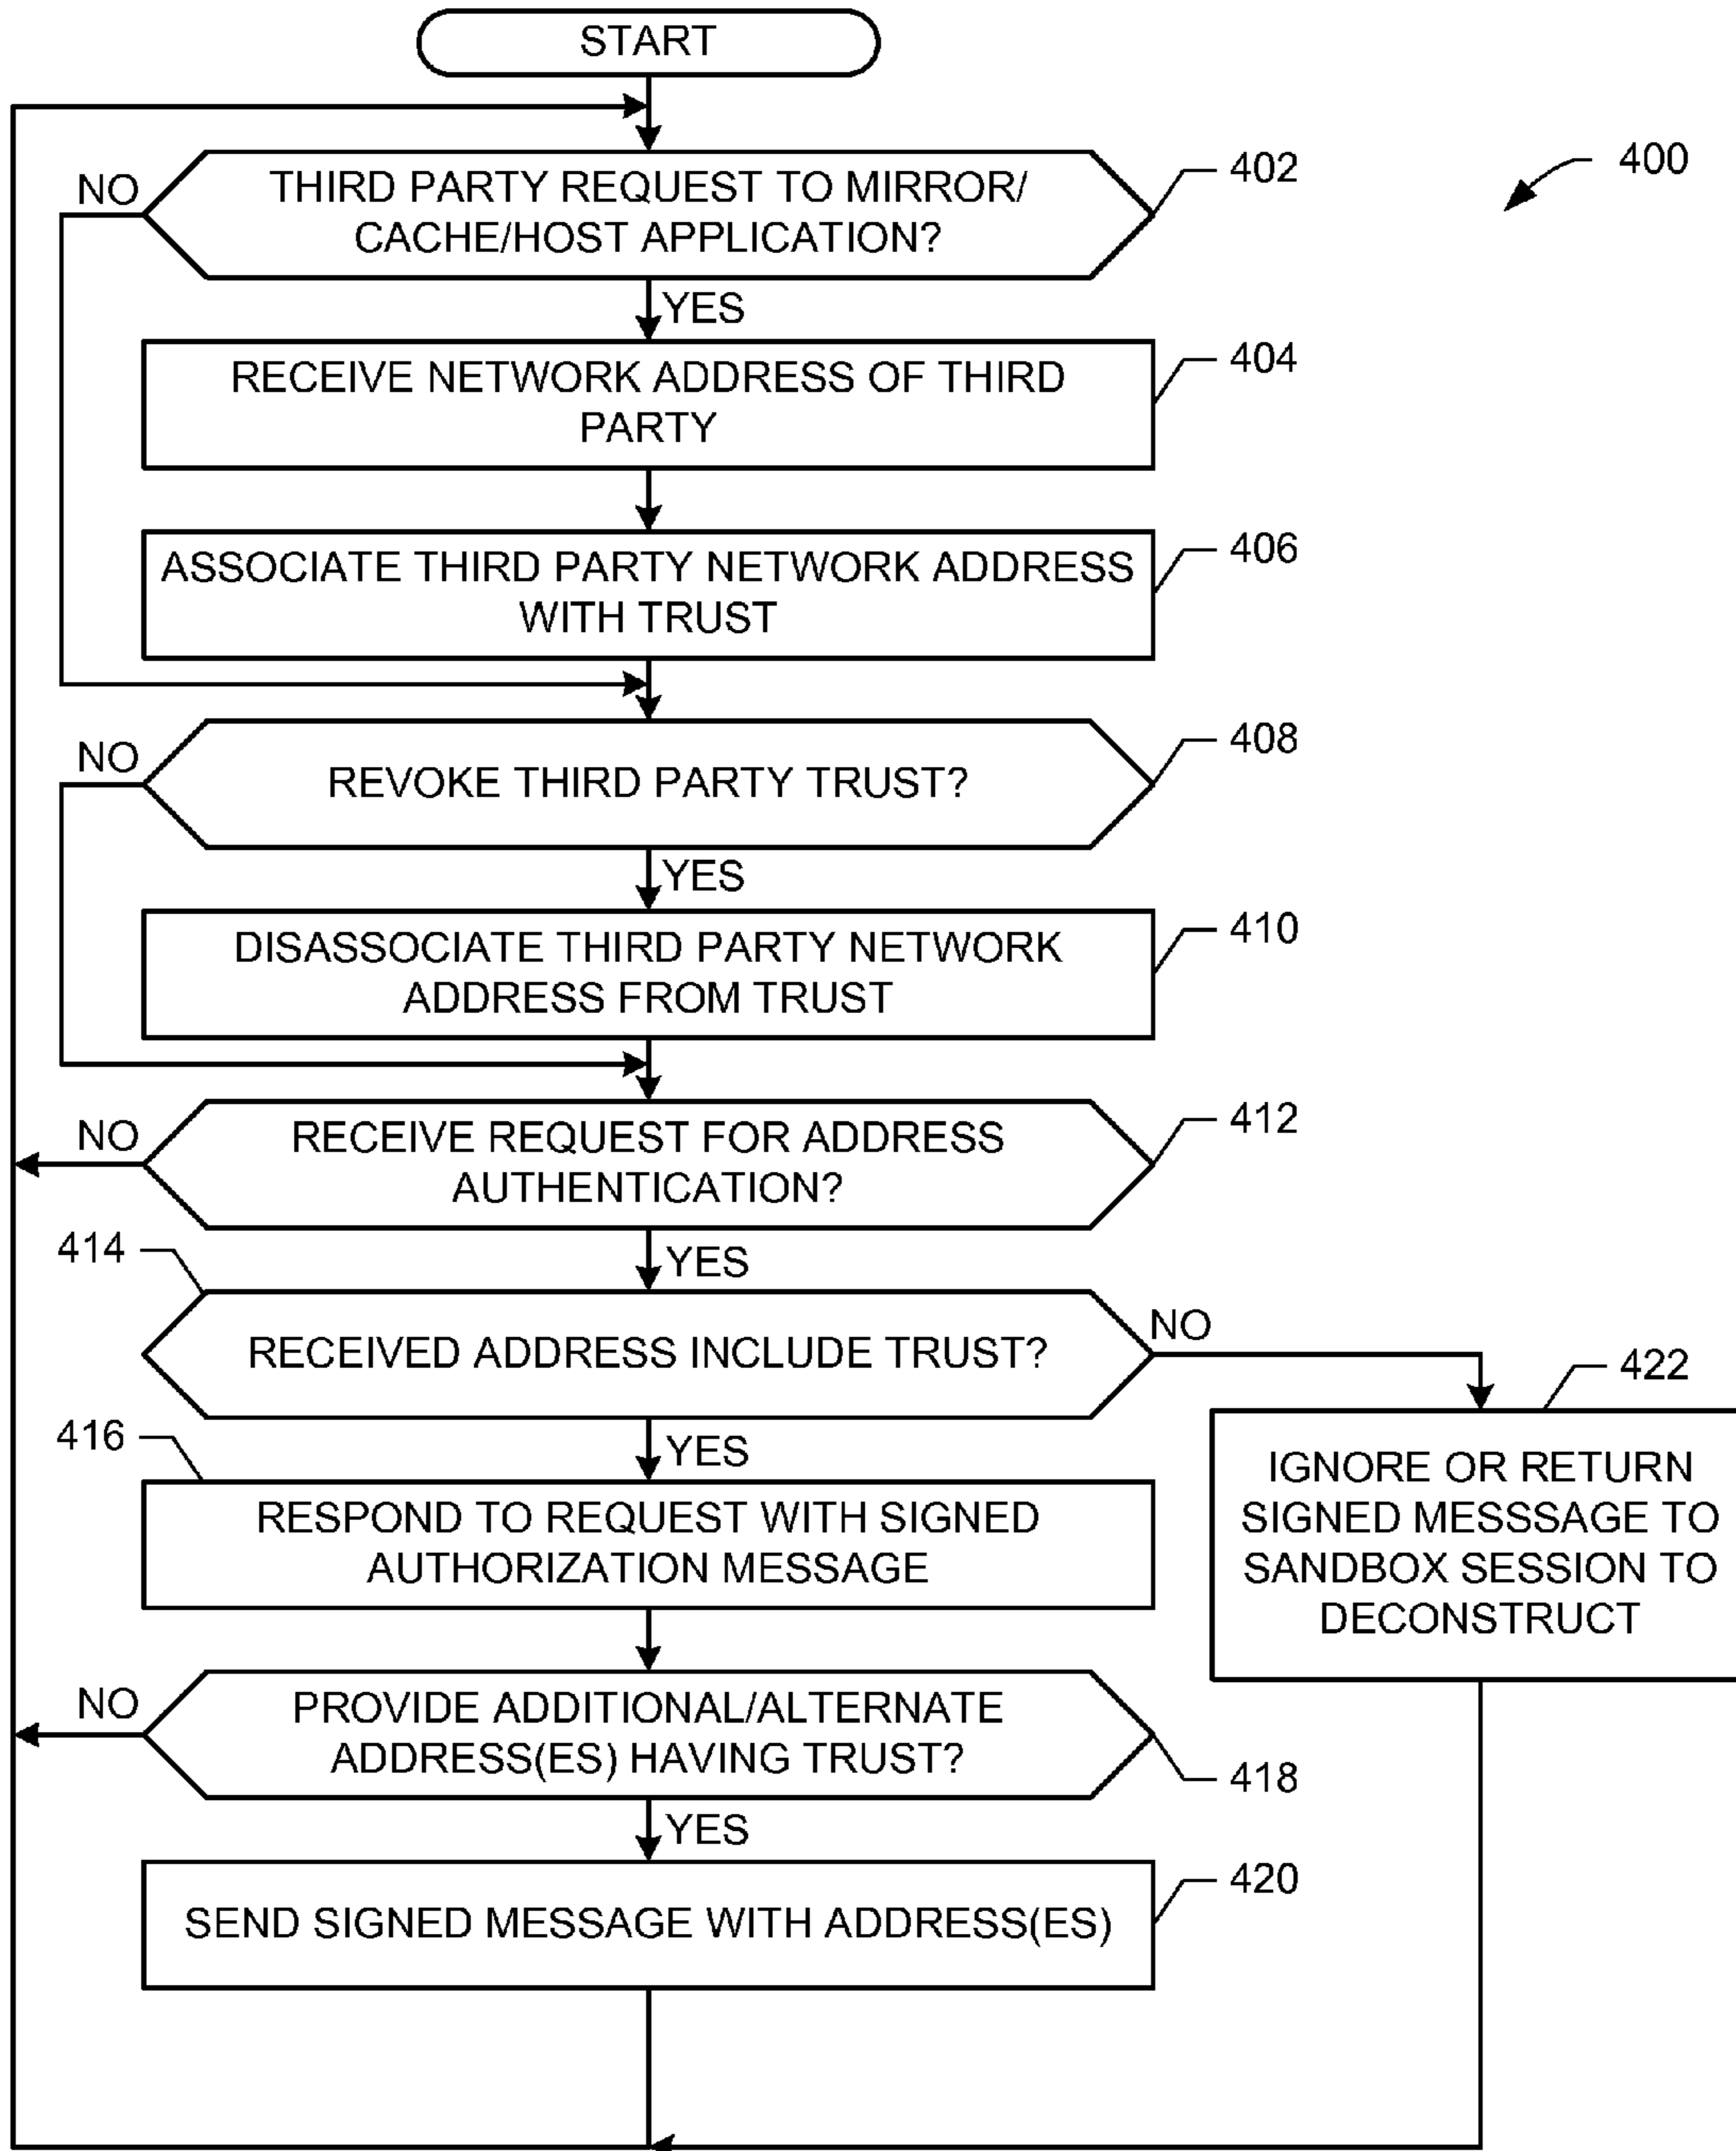 START
THIRD PARTY REQUEST TO MIRROR/
CACHE/HOST APPLICATION?
402
400
NO
YES
RECEIVE NETWORK ADDRESS OF THIRD
PARTY
404
ASSOCIATE THIRD PARTY NETWORK ADDRESS
WITH TRUST
406
REVOKE THIRD PARTY TRUST?
408
NO
YES
DISASSOCIATE THIRD PARTY NETWORK
ADDRESS FROM TRUST
410
RECEIVE REQUEST FOR ADDRESS
AUTHENTICATION?
412
NO
YES
414
RECEIVED ADDRESS INCLUDE TRUST?
NO
YES
422
IGNORE OR RETURN
SIGNED MESSSAGE TO
SANDBOX SESSION TO
DECONSTRUCT
416
RESPOND TO REQUEST WITH SIGNED
AUTHORIZATION MESSAGE
PROVIDE ADDITIONAL/ALTERNATE
ADDRESS(ES) HAVING TRUST?
418
NO
YES
SEND SIGNED MESSAGE WITH ADDRESS(ES)
420